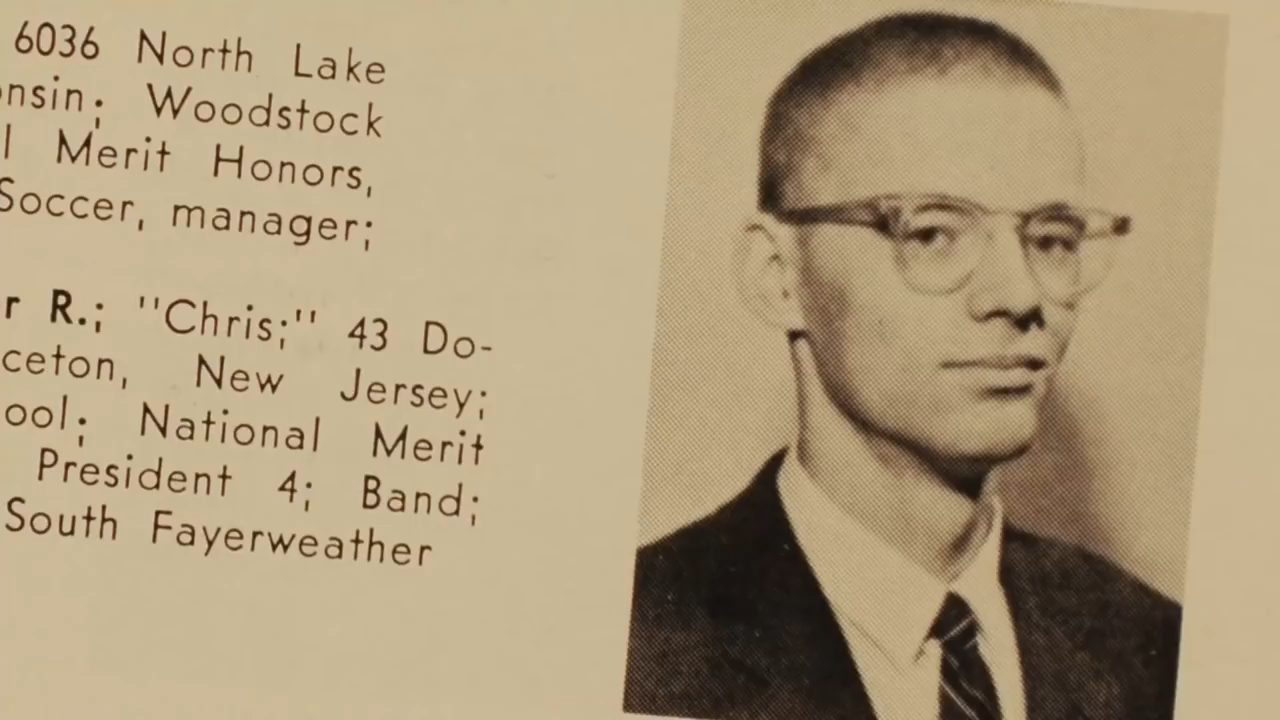 6036 North Lake
onsin; Woodstock
l Merit Honors,
Soccer, manager;
r R.; "Chris;" 43 Do-
ceton, New Jersey;
ool; National Merit
President 4; Band;
South Fayerweather